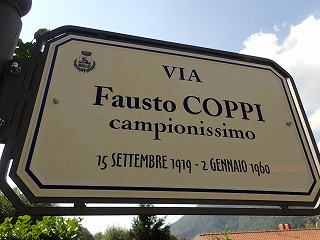 VIA
Fausto COPPI
campionissimo
15 SETTEMBRE 1919 - 2 GENNAIO 1960